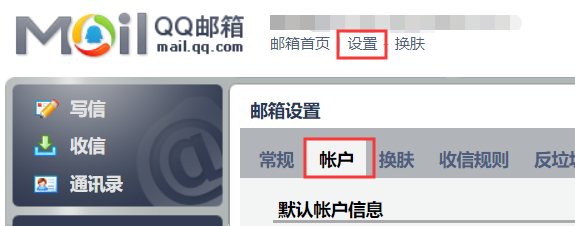 Mail QQ邮箱
mail.qq.com
邮箱首页 设置 - 换肤
写信
收信
通讯录
邮箱设置
常规 帐户 换肤 收信规则 反垃圾
默认帐户信息